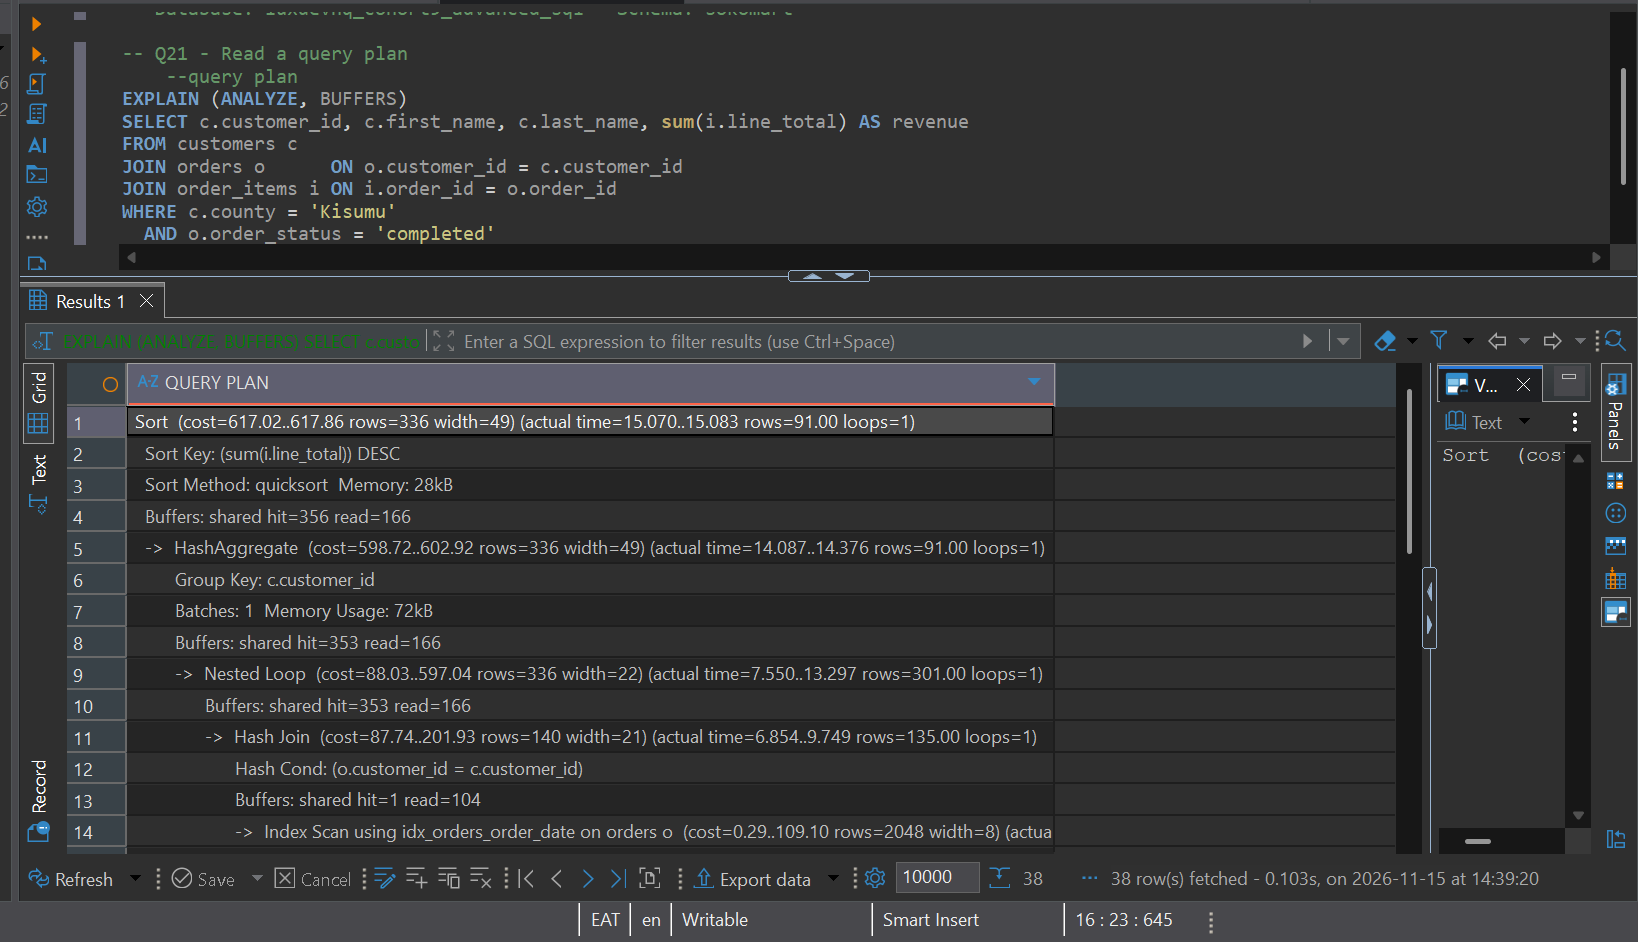 Database: luxdevhq_cohort9_advanced_sql - Schema: sokomart
-- Q21 - Read a query plan
--query plan
EXPLAIN (ANALYZE, BUFFERS)
SELECT c.customer_id, c.first_name, c.last_name, sum(i.line_total) AS revenue
FROM customers c
JOIN orders o      ON o.customer_id = c.customer_id
JOIN order_items i ON i.order_id = o.order_id
WHERE c.county = 'Kisumu'
AND o.order_status = 'completed'
6
2
AI
Results 1
EXPLAIN (ANALYZE, BUFFERS) SELECT c.custo
Enter a SQL expression to filter results (use Ctrl+Space)
Grid
Text
Record
A-Z QUERY PLAN
1 Sort  (cost=617.02..617.86 rows=336 width=49) (actual time=15.070..15.083 rows=91.00 loops=1)
2 Sort Key: (sum(i.line_total)) DESC
3 Sort Method: quicksort  Memory: 28kB
4 Buffers: shared hit=356 read=166
5 ->  HashAggregate  (cost=598.72..602.92 rows=336 width=49) (actual time=14.087..14.376 rows=91.00 loops=1)
6 Group Key: c.customer_id
7 Batches: 1  Memory Usage: 72kB
8 Buffers: shared hit=353 read=166
9 ->  Nested Loop  (cost=88.03..597.04 rows=336 width=22) (actual time=7.550..13.297 rows=301.00 loops=1)
10 Buffers: shared hit=353 read=166
11 ->  Hash Join  (cost=87.74..201.93 rows=140 width=21) (actual time=6.854..9.749 rows=135.00 loops=1)
12 Hash Cond: (o.customer_id = c.customer_id)
13 Buffers: shared hit=1 read=104
14 ->  Index Scan using idx_orders_order_date on orders o  (cost=0.29..109.10 rows=2048 width=8) (actua
V...
Text
Sort  (cos
Panels
Refresh
Save
Cancel
Export data
10000
38
38 row(s) fetched - 0.103s, on 2026-11-15 at 14:39:20
EAT
en
Writable
Smart Insert
16 : 23 : 645